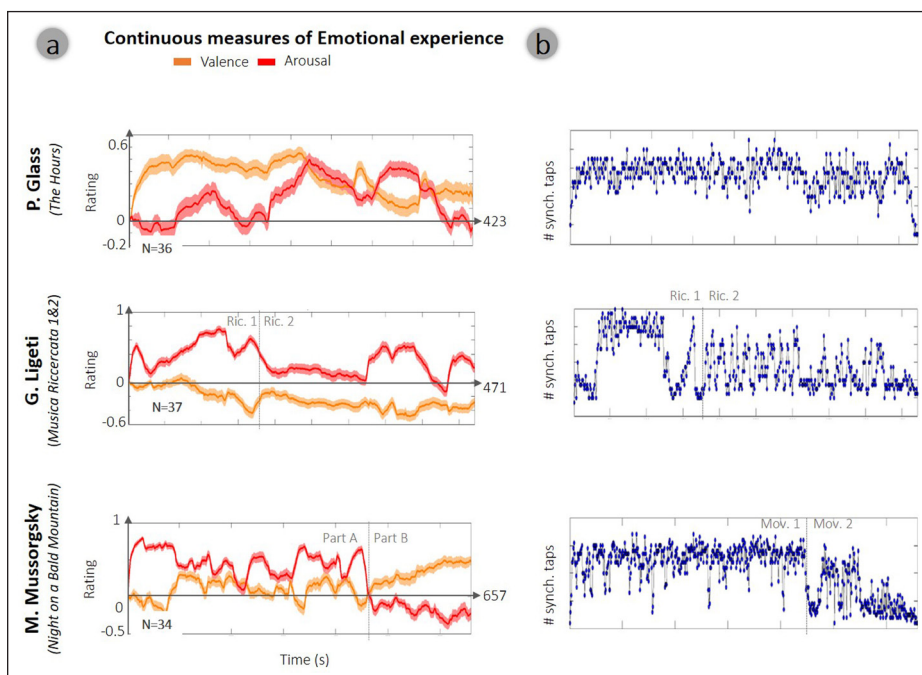 a
Continuous measures of Emotional experience
Valence Arousal
b
P. Glass
(The Hours)
Rating
0.6
0
-0.2
N=36
423
# synch. taps
G. Ligeti
(Musica Riccercata 1&2)
Rating
1
0
-0.6
Ric. 1 Ric. 2
N=37
471
# synch. taps
Ric. 1 Ric. 2
M. Mussorgsky
(Night on a Bald Mountain)
Rating
1
0
-0.5
Part A Part B
N=34
657
Time (s)
# synch. taps
Mov. 1 Mov. 2